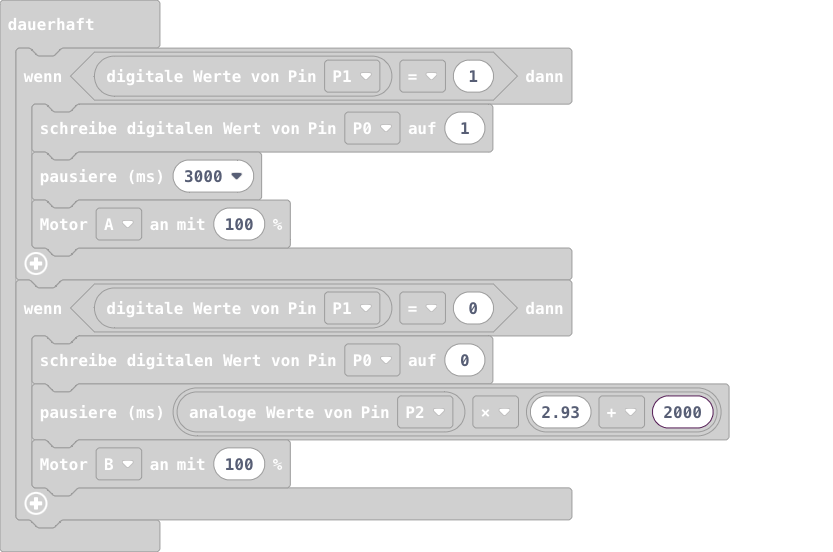 dauerhaft
wenn digitale Werte von Pin P1 = 1 dann
schreibe digitalen Wert von Pin P0 auf 1
pausiere (ms) 3000
Motor A an mit 100 %
wenn digitale Werte von Pin P1 = 0 dann
schreibe digitalen Wert von Pin P0 auf 0
pausiere (ms) analoge Werte von Pin P2 × 2.93 + 2000
Motor B an mit 100 %